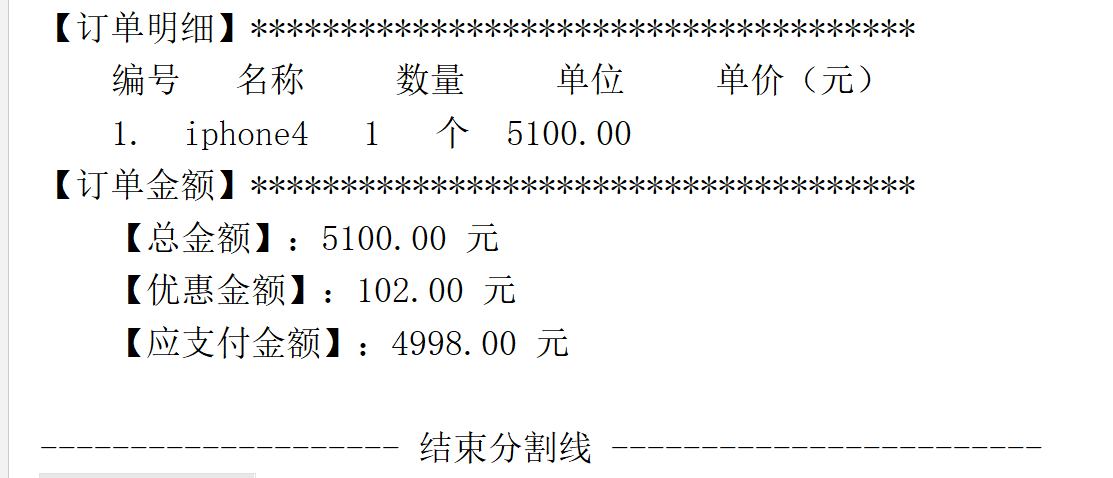 【订单明细】*************************************
编号 名称 数量 单位 单价（元）
1. iphone4 1 个 5100.00
【订单金额】*************************************
【总金额】：5100.00 元
【优惠金额】：102.00 元
【应支付金额】：4998.00 元
-------------------- 结束分割线 ------------------------